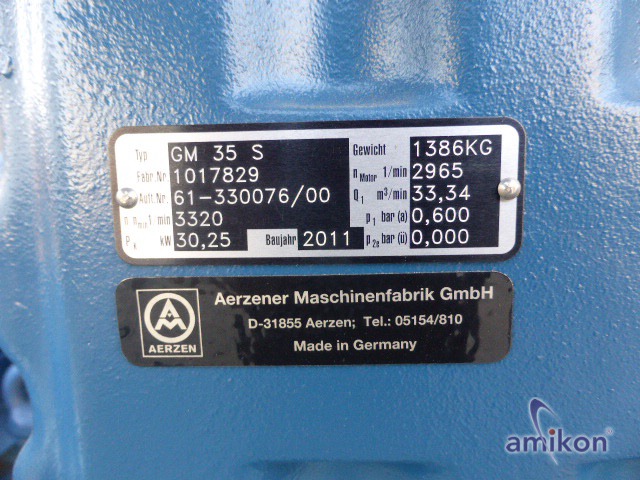 Typ GM 35 S Gewicht 1386KG
Fabr.Nr 1017829 n Motor 1/min 2965
Auft.Nr. 61-330076/00 Q1 m³/min 33,34
n 1 min 3320 p1 bar (a) 0,600
P K kW 30,25 Baujahr 2011 p2s bar (ü) 0,000
AERZEN
Aerzener Maschinenfabrik GmbH
D-31855 Aerzen; Tel.: 05154/810
Made in Germany
amikon